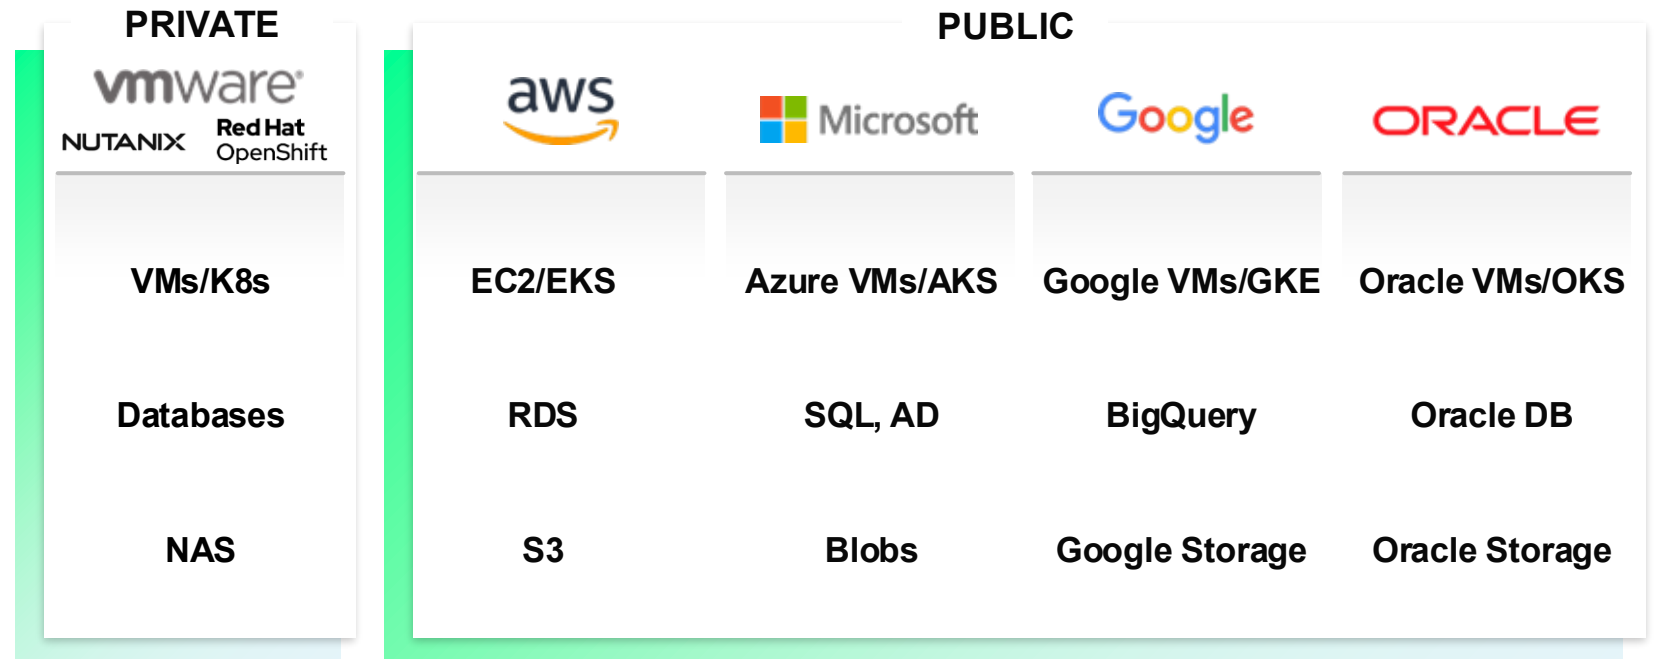 PRIVATE
vmware®
NUTANIX
Red Hat
OpenShift
VMs/K8s
Databases
NAS
PUBLIC
aws
Microsoft
Google
ORACLE
EC2/EKS
Azure VMs/AKS
Google VMs/GKE
Oracle VMs/OKS
RDS
SQL, AD
BigQuery
Oracle DB
S3
Blobs
Google Storage
Oracle Storage